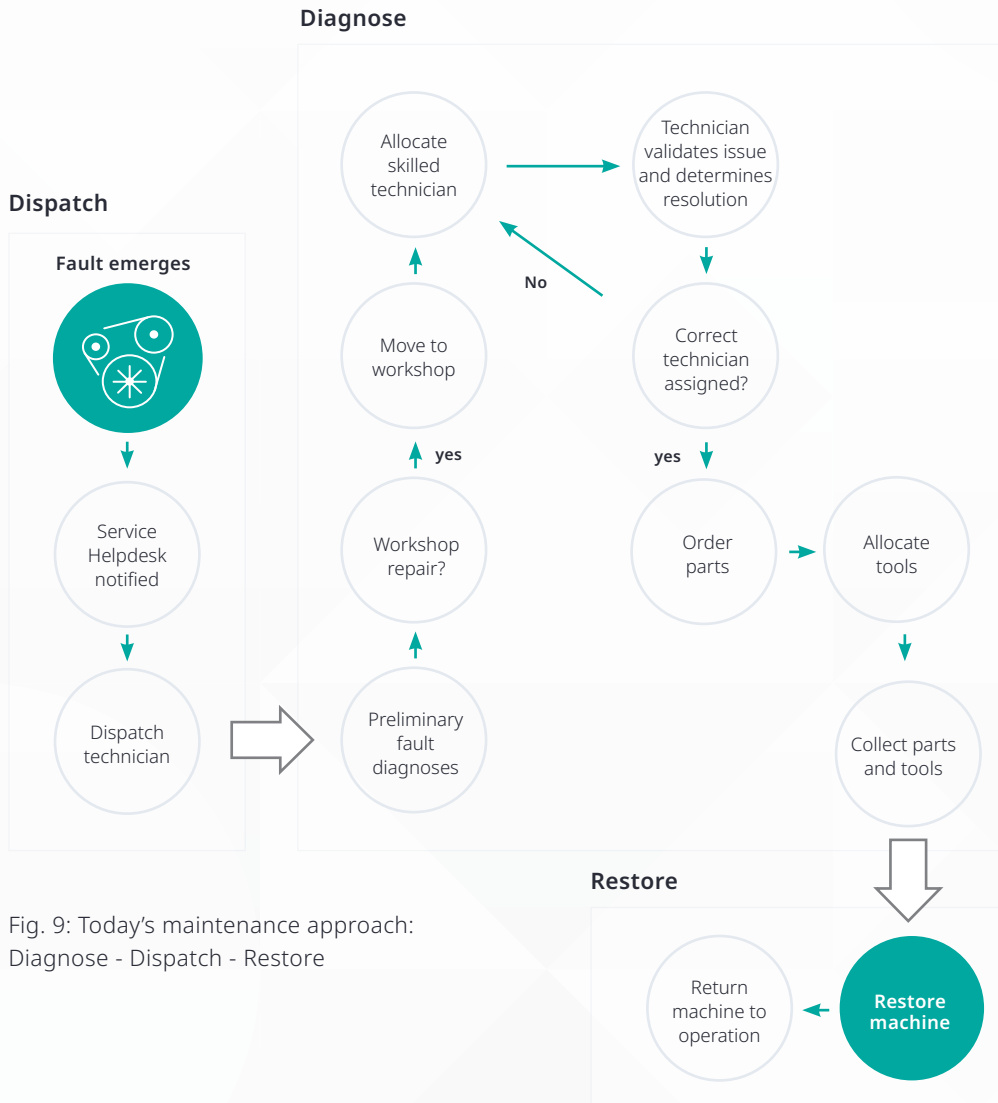 Diagnose
Dispatch
Fault emerges
Service
Helpdesk
notified
Dispatch
technician
Preliminary
fault
diagnoses
Workshop
repair?
yes
Move to
workshop
Allocate
skilled
technician
Technician
validates issue
and determines
resolution
No
Correct
technician
assigned?
yes
Order
parts
Allocate
tools
Collect parts
and tools
Restore
Restore
machine
Return
machine to
operation
Fig. 9: Today’s maintenance approach:
Diagnose - Dispatch - Restore